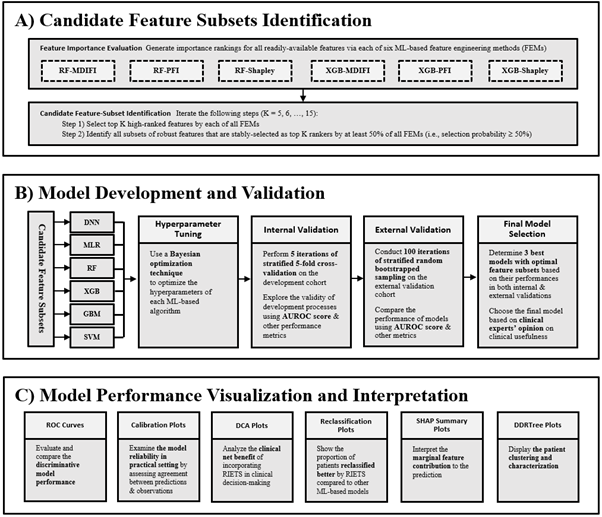 A) Candidate Feature Subsets Identification
Feature Importance Evaluation Generate importance rankings for all readily-available features via each of six ML-based feature engineering methods (FEMs)
RF-MDIFI RF-PFI RF-Shapley XGB-MDIFI XGB-PFI XGB-Shapley
Candidate Feature-Subset Identification Iterate the following steps (K = 5, 6, …, 15):
Step 1) Select top K high-ranked features by each of all FEMs
Step 2) Identify all subsets of robust features that are stably-selected as top K rankers by at least 50% of all FEMs (i.e., selection probability ≥ 50%)
B) Model Development and Validation
Candidate Feature Subsets
DNN
MLR
RF
XGB
GBM
SVM
Hyperparameter
Tuning
Use a Bayesian
optimization
technique
to optimize the
hyperparameters of
each ML-based
algorithm
Internal Validation
Perform 5 iterations of
stratified 5-fold cross-
validation on the
development cohort
Explore the validity of
development processes
using AUROC score &
other performance
metrics
External Validation
Conduct 100 iterations
of stratified random
bootstrapped
sampling on the
external validation
cohort
Compare the
performance of models
using AUROC score &
other metrics
Final Model
Selection
Determine 3 best
models with optimal
feature subsets based
on their performances
in both internal &
external validations
Choose the final model
based on clinical
experts' opinion on
clinical usefulness
C) Model Performance Visualization and Interpretation
ROC Curves
Evaluate and
compare the
discriminative
model
performance
Calibration Plots
Examine the model
reliability in
practical setting by
assessing agreement
between predictions
& observations
DCA Plots
Analyze the clinical
net benefit of
incorporating
RIETS in clinical
decision-making
Reclassification
Plots
Show the
proportion of
patients reclassified
better by RIETS
compared to other
ML-based models
SHAP Summary
Plots
Interpret the
marginal feature
contribution to the
prediction
DDRTree Plots
Display the patient
clustering and
characterization